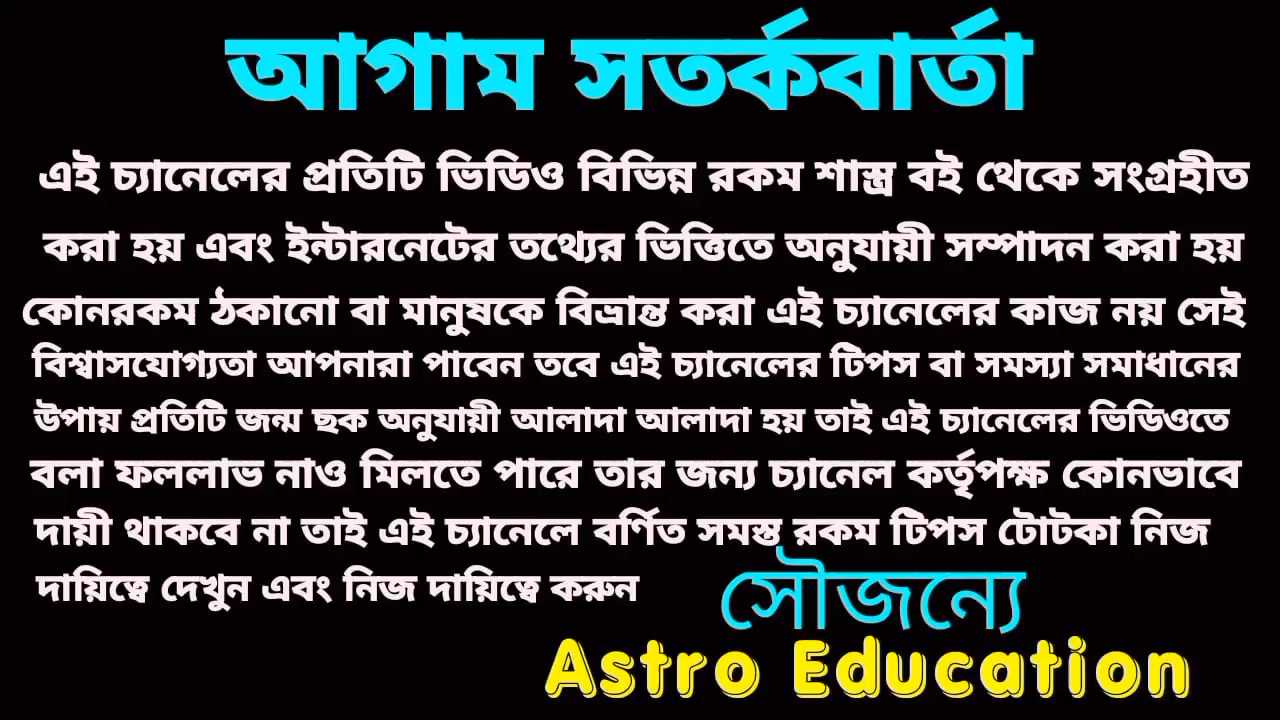 আগাম সতর্কবার্তা
এই চ্যানেলের প্রতিটি ভিডিও বিভিন্ন রকম শাস্ত্র বই থেকে সংগ্রহীত
করা হয় এবং ইন্টারনেটের তথ্যের ভিত্তিতে অনুযায়ী সম্পাদন করা হয়
কোনরকম ঠকানো বা মানুষকে বিভ্রান্ত করা এই চ্যানেলের কাজ নয় সেই
বিশ্বাসযোগ্যতা আপনারা পাবেন তবে এই চ্যানেলের টিপস বা সমস্যা সমাধানের
উপায় প্রতিটি জন্ম ছক অনুযায়ী আলাদা আলাদা হয় তাই এই চ্যানেলের ভিডিওতে
বলা ফললাভ নাও মিলতে পারে তার জন্য চ্যানেল কর্তৃপক্ষ কোনভাবে
দায়ী থাকবে না তাই এই চ্যানেলে বর্ণিত সমস্ত রকম টিপস টোটকা নিজ
দায়িত্বে দেখুন এবং নিজ দায়িত্বে করুন
সৌজন্যে
Astro Education